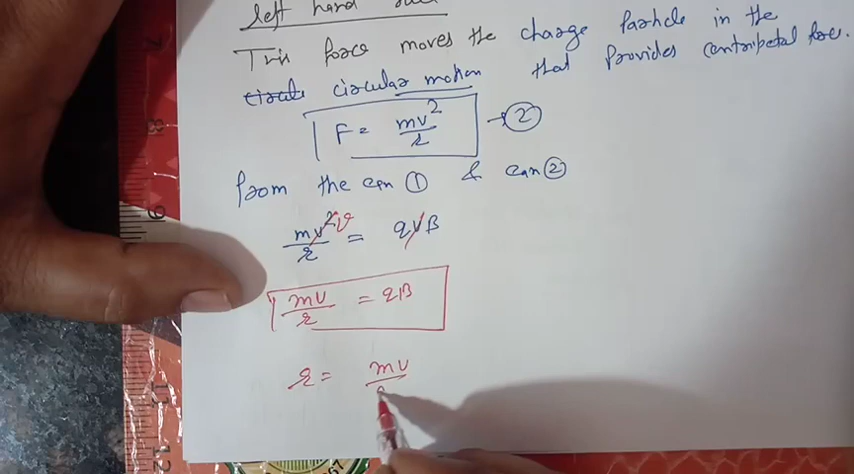 left hand
This force moves the charge Particle in the
circular motion that Provides centripetal force.
F = mv²/r → ②
from the eqn ① & eqn ②
mv²/r v = qvB
mv/r = qB
r = mv